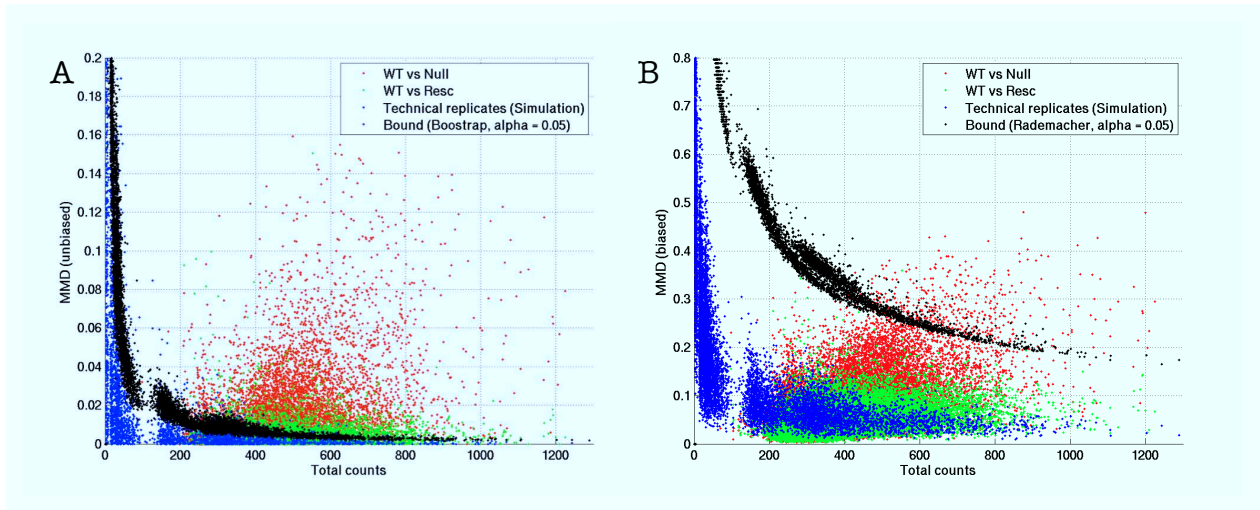 A
0.2
0.18
0.16
0.14
0.12
0.1
0.08
0.06
0.04
0.02
0
MMD (unbiased)
WT vs Null
WT vs Resc
Technical replicates (Simulation)
Bound (Boostrap, alpha = 0.05)
0 200 400 600 800 1000 1200
Total counts
B
0.8
0.7
0.6
0.5
0.4
0.3
0.2
0.1
0
MMD (biased)
WT vs Null
WT vs Resc
Technical replicates (Simulation)
Bound (Rademacher, alpha = 0.05)
0 200 400 600 800 1000 1200
Total counts